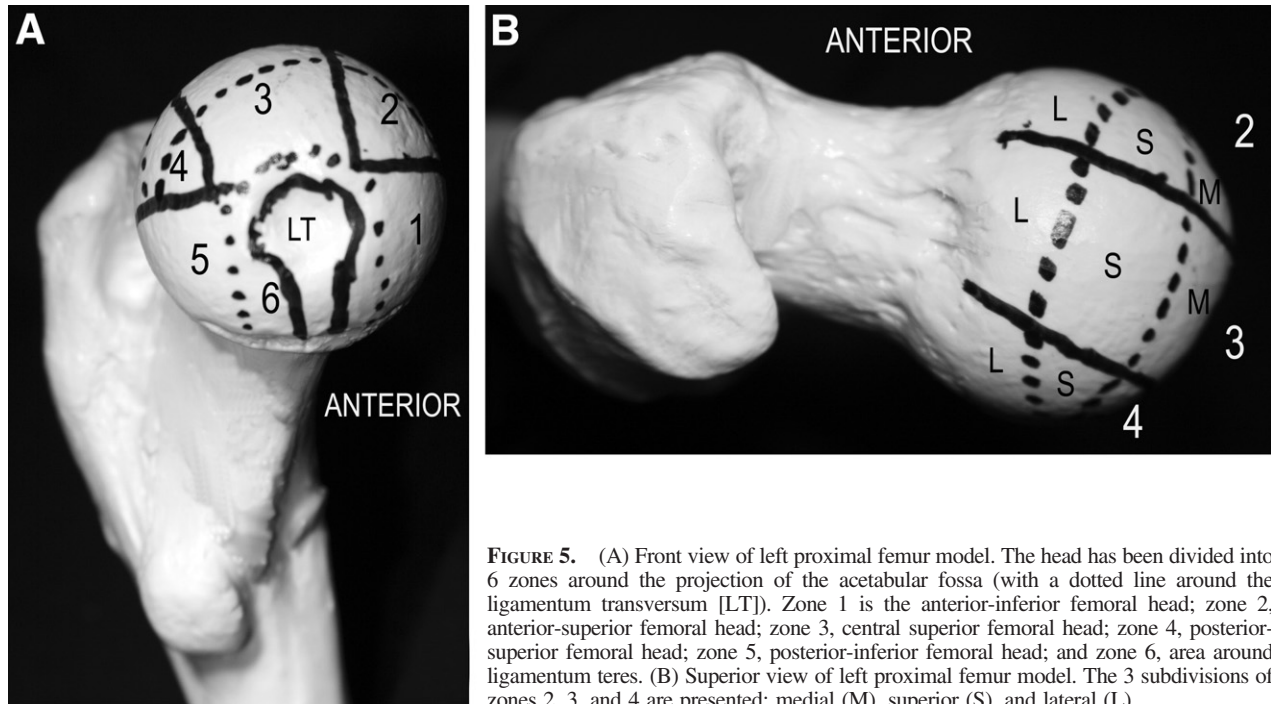 A
3
2
4
LT
1
5
6
ANTERIOR
B
ANTERIOR
L
S
2
M
L
S
M
3
L
S
4
FIGURE 5. (A) Front view of left proximal femur model. The head has been divided into
6 zones around the projection of the acetabular fossa (with a dotted line around the
ligamentum transversum [LT]). Zone 1 is the anterior-inferior femoral head; zone 2,
anterior-superior femoral head; zone 3, central superior femoral head; zone 4, posterior-
superior femoral head; zone 5, posterior-inferior femoral head; and zone 6, area around
ligamentum teres. (B) Superior view of left proximal femur model. The 3 subdivisions of
zones 2, 3, and 4 are presented: medial (M), superior (S), and lateral (L).